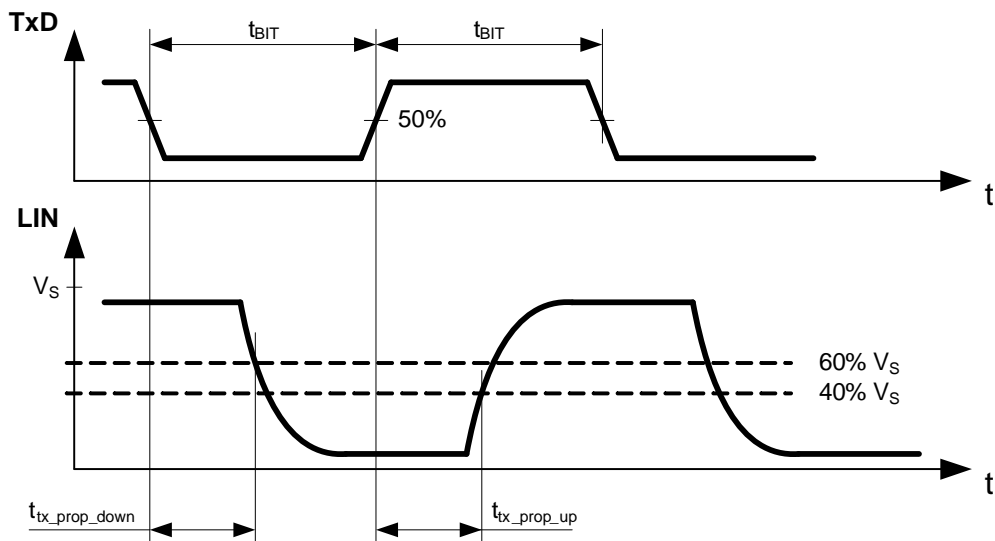 TxD
tBIT tBIT
50%
t
LIN
VS
60% VS
40% VS
t
ttx_prop_down ttx_prop_up